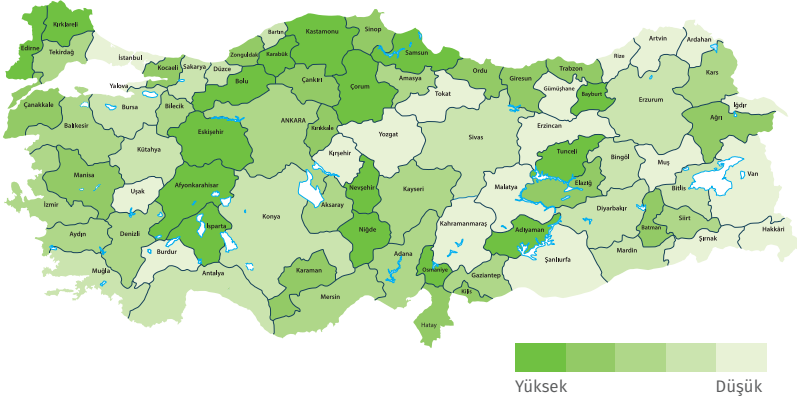 Kırklareli
Edirne
Tekirdağ
İstanbul
Kocaeli
Yalova
Sakarya
Düzce
Zonguldak
Bartın
Karabük
Kastamonu
Sinop
Samsun
Bolu
Çankırı
Çorum
Amasya
Ordu
Giresun
Trabzon
Rize
Artvin
Ardahan
Kars
Tokat
Gümüşhane
Bayburt
Erzurum
Iğdır
Ağrı
Çanakkale
Balıkesir
Bursa
Bilecik
Eskişehir
ANKARA
Kırıkkale
Yozgat
Sivas
Erzincan
Kütahya
Kırşehir
Tunceli
Bingöl
Muş
Van
Bitlis
Manisa
Uşak
Afyonkarahisar
Nevşehir
Kayseri
Malatya
Elazığ
İzmir
Konya
Aksaray
Diyarbakır
Siirt
Batman
Aydın
Denizli
Isparta
Niğde
Kahramanmaraş
Adıyaman
Hakkâri
Şırnak
Burdur
Muğla
Antalya
Karaman
Adana
Osmaniye
Gaziantep
Şanlıurfa
Mardin
Mersin
Kilis
Hatay
Yüksek
Düşük